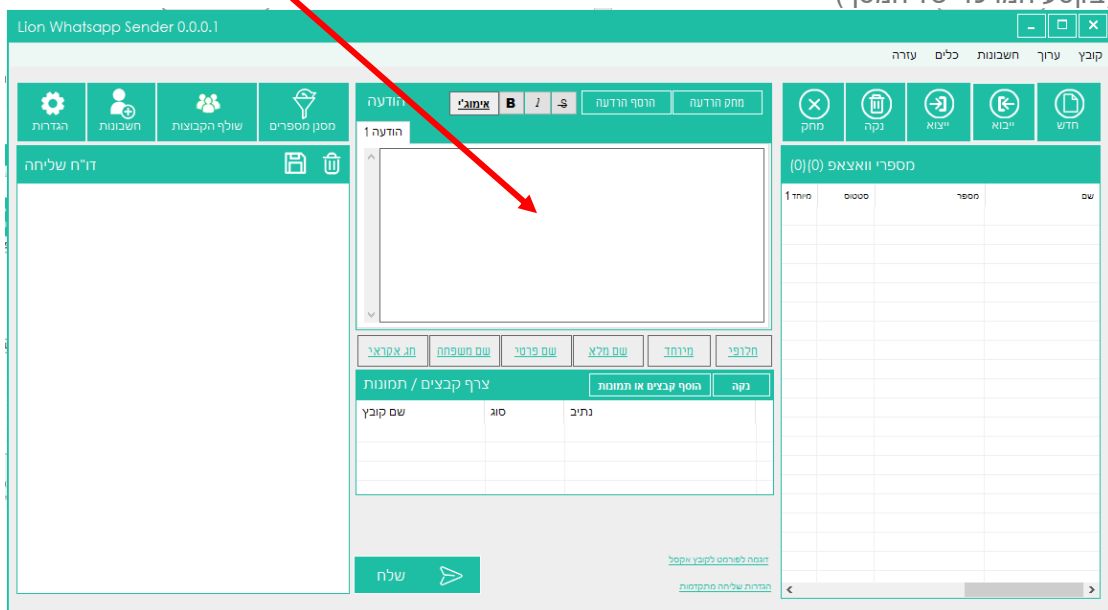 Lion Whatsapp Sender 0.0.0.1
קובץ ערוך חשבונות כלים עזרה
חדש ייבוא ייצוא נקה מחק
מספרי וואצאפ (0)(0)
שם מספר סטטוס מיוחד 1
הודעה אימוג'י B I S הוסף הודעה מחק הודעה
הודעה 1
חלופי מיוחד שם מלא שם פרטי שם משפחה תג אקראי
צרף קבצים / תמונות הוסף קבצים או תמונות נקה
שם קובץ סוג נתיב
דוגמה לפורמט לקובץ אקסל
הגדרות שליחה מתקדמות
שלח
מסנן מספרים שולף הקבוצות חשבונות הגדרות
דו"ח שליחה